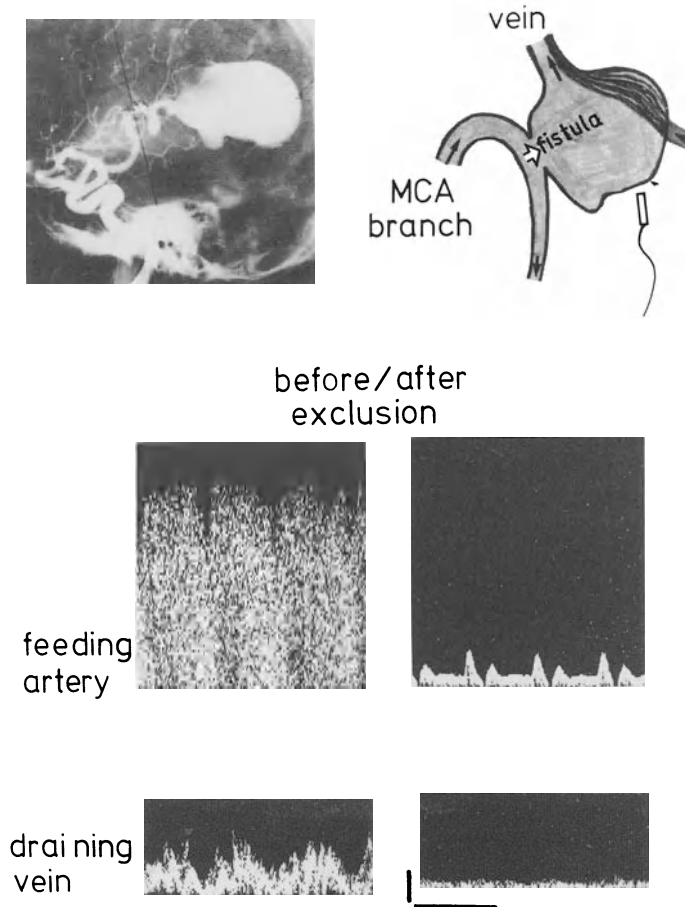 vein
fistula
MCA
branch
before/after
exclusion
feeding
artery
draining
vein